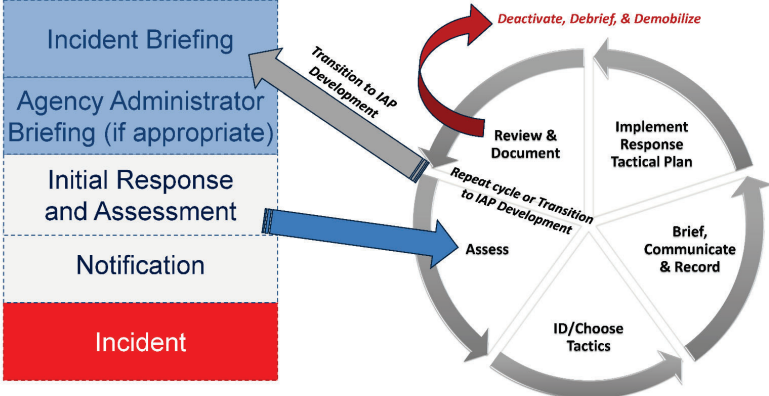 Incident Briefing
Agency Administrator
Briefing (if appropriate)
Initial Response
and Assessment
Notification
Incident
Transition to IAP
Development
Deactivate, Debrief, & Demobilize
Review &
Document
Implement
Response
Tactical Plan
Repeat cycle or Transition
to IAP Development
Assess
Brief,
Communicate
& Record
ID/Choose
Tactics